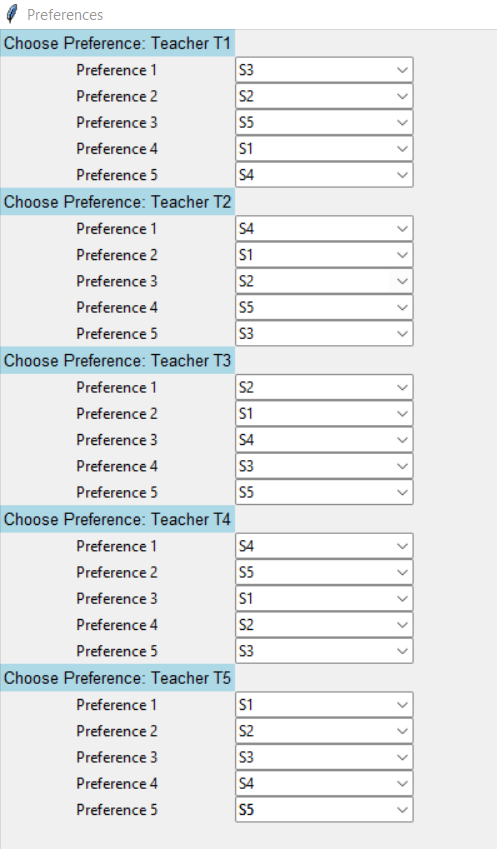 Preferences
Choose Preference: Teacher T1
Preference 1 S3
Preference 2 S2
Preference 3 S5
Preference 4 S1
Preference 5 S4
Choose Preference: Teacher T2
Preference 1 S4
Preference 2 S1
Preference 3 S2
Preference 4 S5
Preference 5 S3
Choose Preference: Teacher T3
Preference 1 S2
Preference 2 S1
Preference 3 S4
Preference 4 S3
Preference 5 S5
Choose Preference: Teacher T4
Preference 1 S4
Preference 2 S5
Preference 3 S1
Preference 4 S2
Preference 5 S3
Choose Preference: Teacher T5
Preference 1 S1
Preference 2 S2
Preference 3 S3
Preference 4 S4
Preference 5 S5